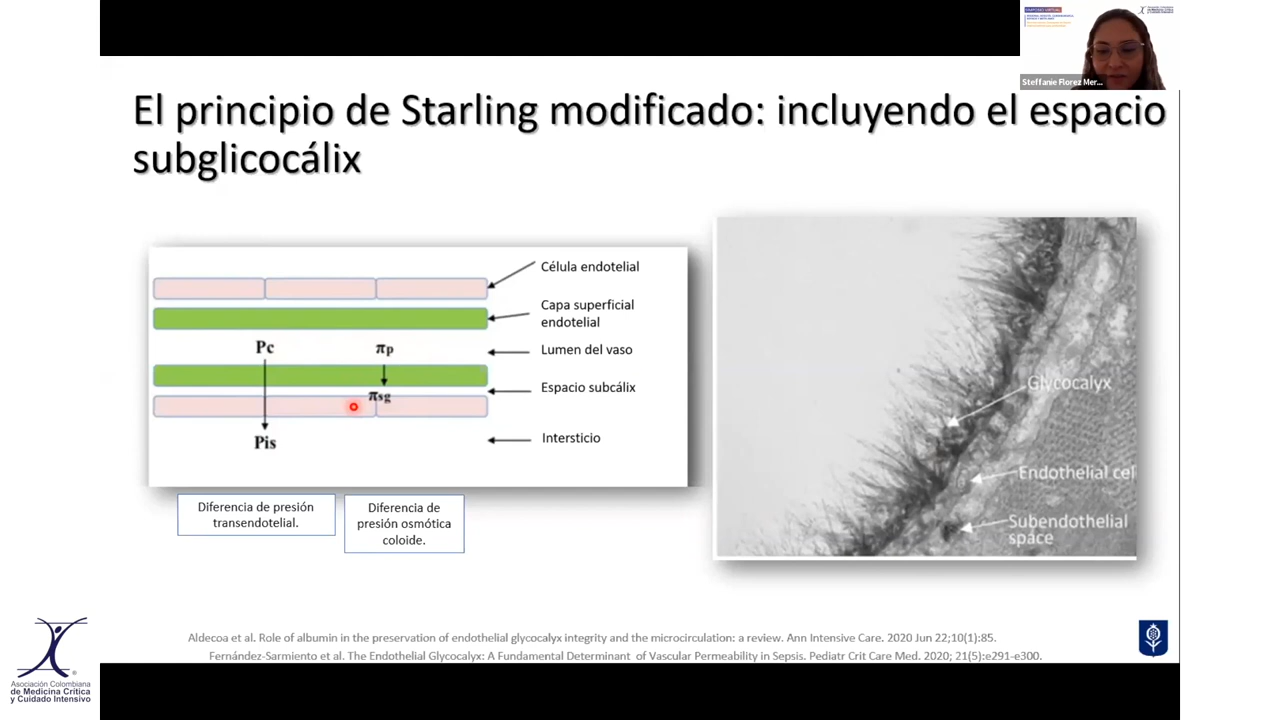 SIMPOSIO VIRTUAL
Steffanie Florez Mer...
El principio de Starling modificado: incluyendo el espacio
subglicocálix
Célula endotelial
Capa superficial
endotelial
Pc
πp
Lumen del vaso
Espacio subcálix
πsg
Pis
Intersticio
Diferencia de presión
transendotelial.
Diferencia de
presión osmótica
coloide.
Glycocalyx
Endothelial cel
Subendothelial
space
Aldecoa et al. Role of albumin in the preservation of endothelial glycocalyx integrity and the microcirculation: a review. Ann Intensive Care. 2020 Jun 22;10(1):85.
Fernández-Sarmiento et al. The Endothelial Glycocalyx: A Fundamental Determinant of Vascular Permeability in Sepsis. Pediatr Crit Care Med. 2020; 21(5):e291-e300.
®
Asociación Colombiana
de Medicina Crítica
y Cuidado Intensivo